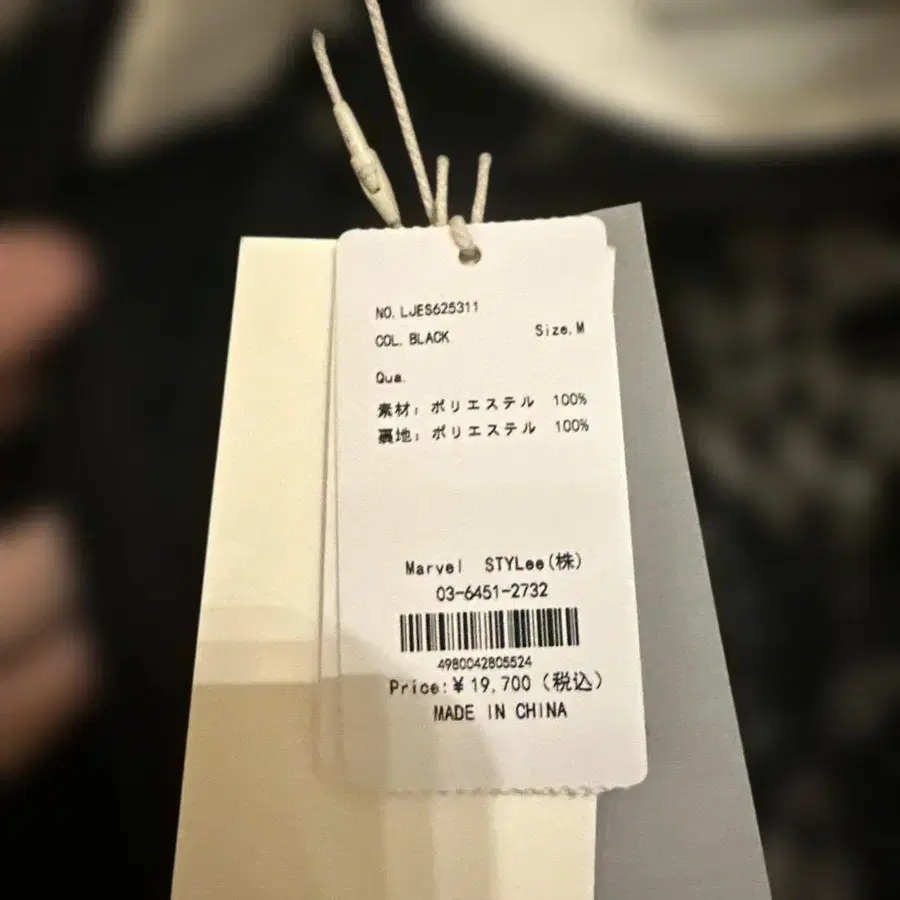 NO. LJES625311
COL. BLACK Size. M
Qua.
素材: ポリエステル 100%
裏地: ポリエステル 100%
Marvel STYLee(株)
03-6451-2732
4980042805524
Price:¥19,700 (税込)
MADE IN CHINA